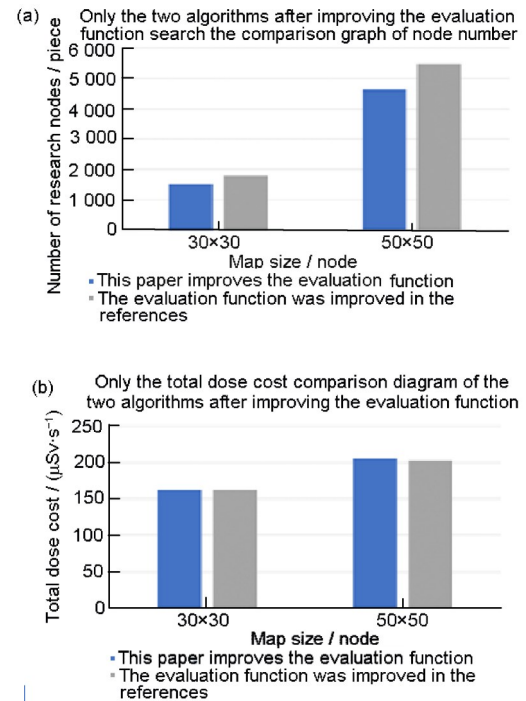 (a) Only the two algorithms after improving the evaluation
function search the comparison graph of node number
Number of research nodes / piece
6 000
5 000
4 000
3 000
2 000
1 000
0
30×30
50×50
Map size / node
This paper improves the evaluation function
The evaluation function was improved in the
references
(b) Only the total dose cost comparison diagram of the
two algorithms after improving the evaluation function
Total dose cost / (μSv·s⁻¹)
250
200
150
100
50
0
30×30
50×50
Map size / node
This paper improves the evaluation function
The evaluation function was improved in the
references